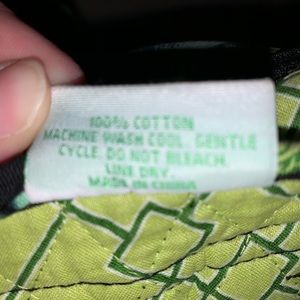 100% COTTON
MACHINE WASH COOL. GENTLE
CYCLE. DO NOT BLEACH.
LINE DRY.
MADE IN CHINA